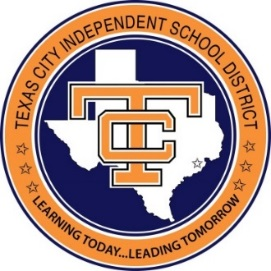 TEXAS CITY INDEPENDENT SCHOOL DISTRICT
TC
LEARNING TODAY...LEADING TOMORROW